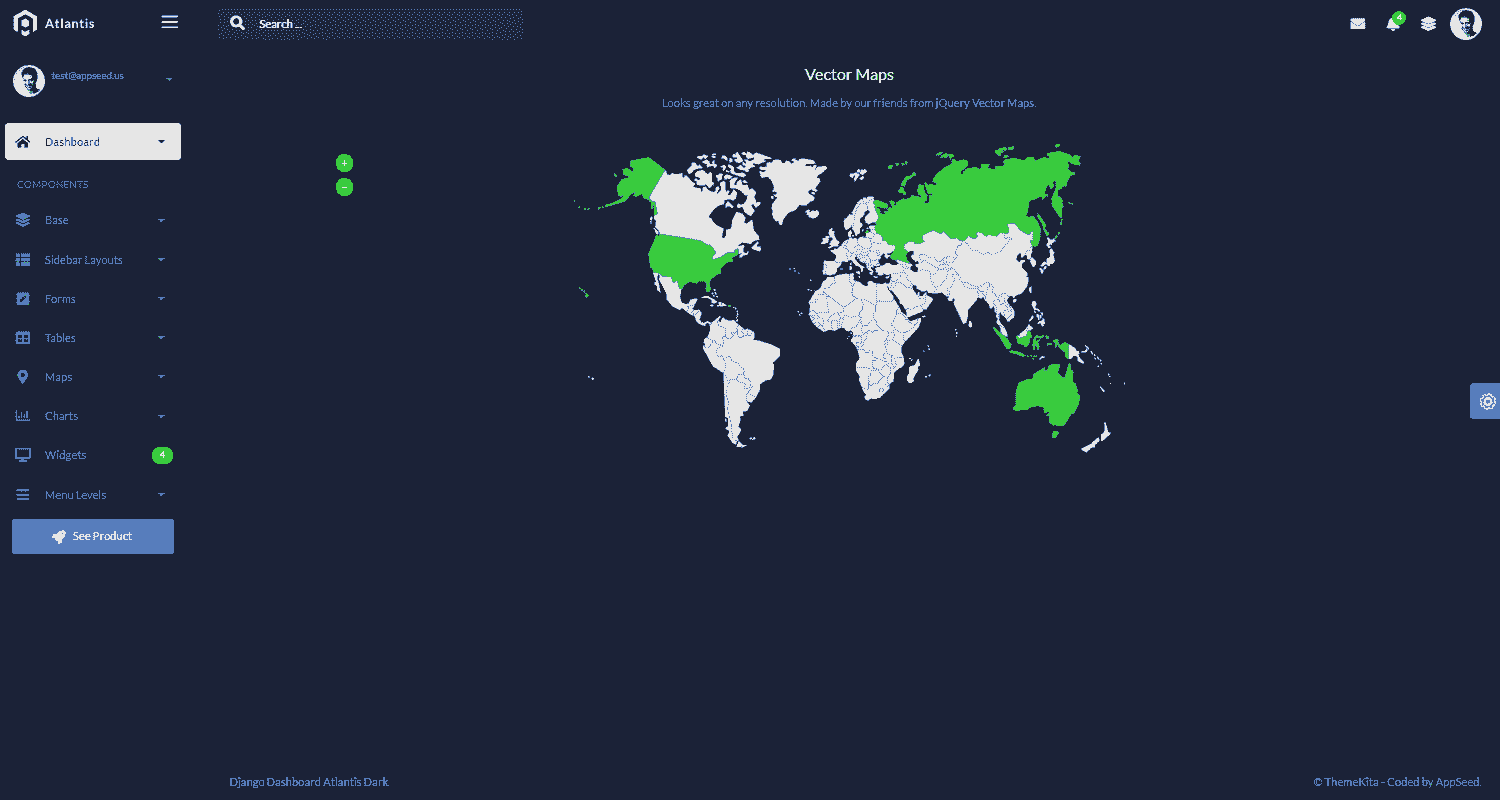 Atlantis
Search ...
4
test@appseed.us
Vector Maps
Looks great on any resolution. Made by our friends from jQuery Vector Maps.
Dashboard
+
−
COMPONENTS
Base
Sidebar Layouts
Forms
Tables
Maps
Charts
Widgets 4
Menu Levels
See Product
Django Dashboard Atlantis Dark
© ThemeKita - Coded by AppSeed.